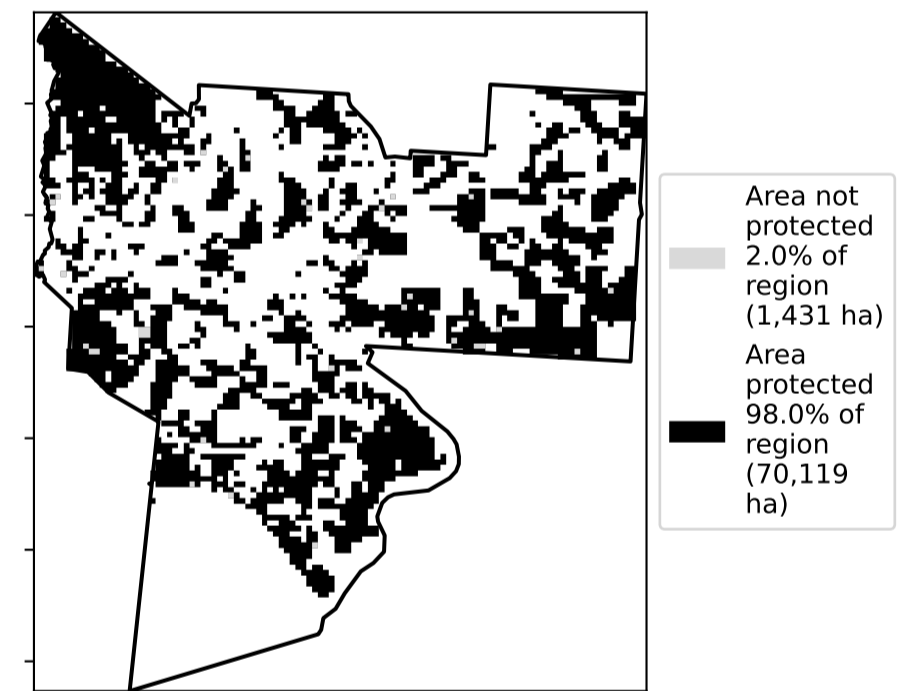 Area not
protected
2.0% of
region
(1,431 ha)
Area
protected
98.0% of
region
(70,119
ha)